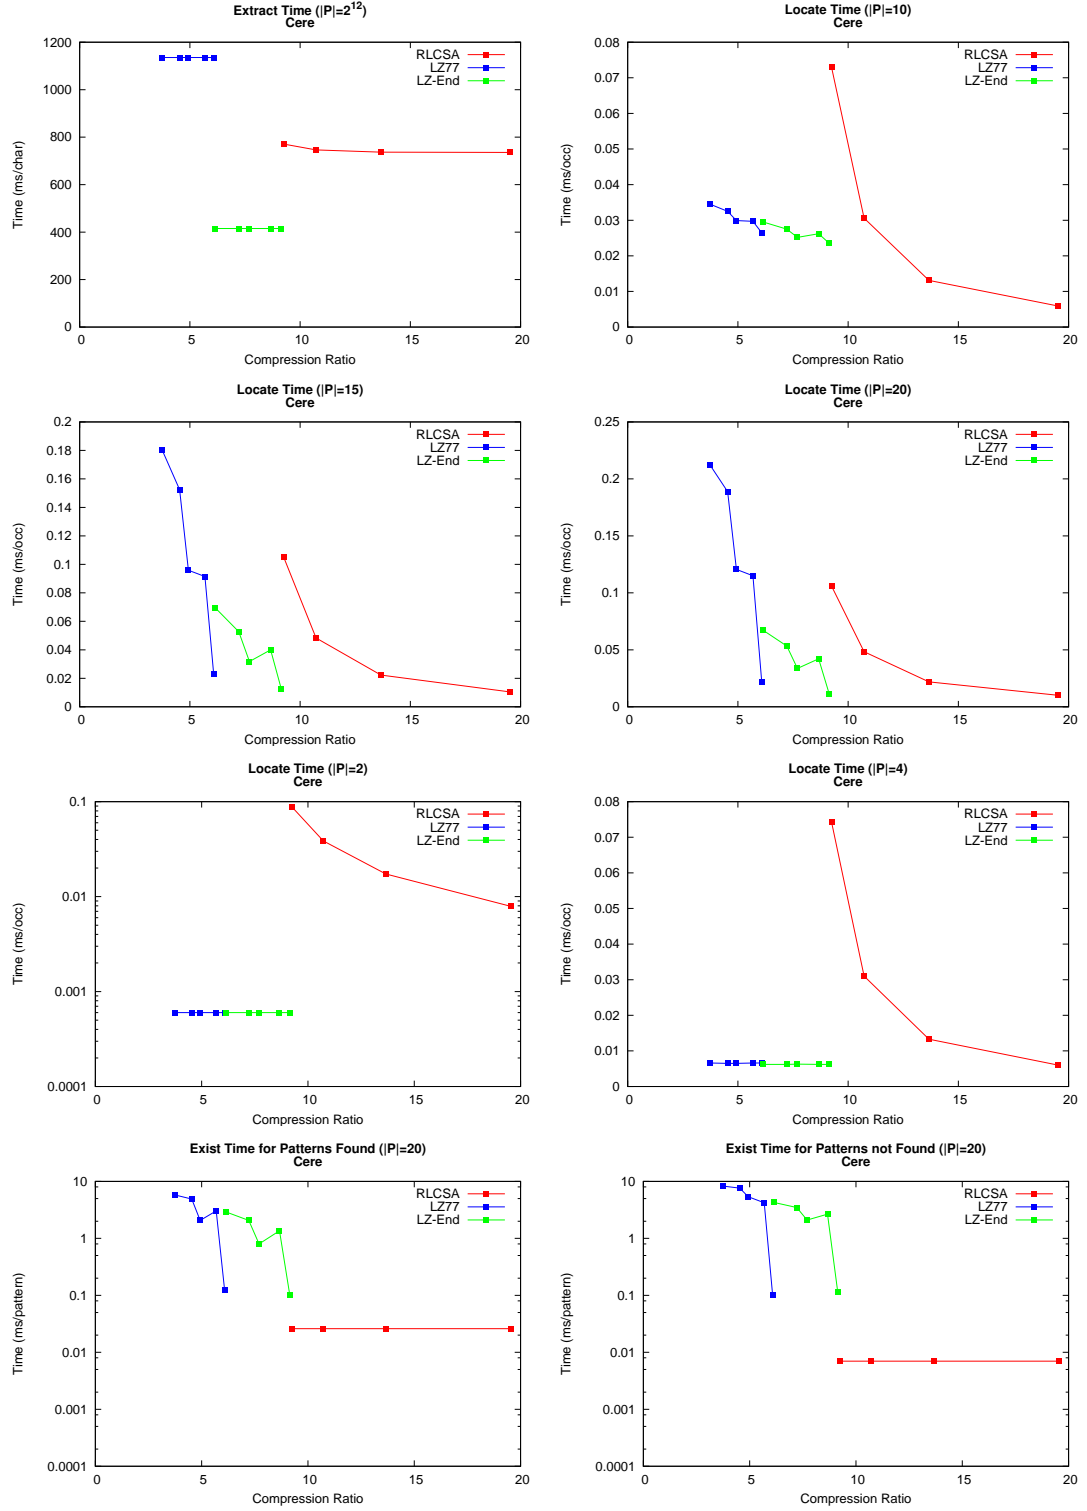 Extract Time (|P|=2^12)
Cere
1200
1000
800
600
400
200
0
0 5 10 15 20
Time (ms/char)
Compression Ratio
RLCSA
LZ77
LZ-End
Locate Time (|P|=10)
Cere
0.08
0.07
0.06
0.05
0.04
0.03
0.02
0.01
0
0 5 10 15 20
Time (ms/occ)
Compression Ratio
RLCSA
LZ77
LZ-End
Locate Time (|P|=15)
Cere
0.2
0.18
0.16
0.14
0.12
0.1
0.08
0.06
0.04
0.02
0
0 5 10 15 20
Time (ms/occ)
Compression Ratio
RLCSA
LZ77
LZ-End
Locate Time (|P|=20)
Cere
0.25
0.2
0.15
0.1
0.05
0
0 5 10 15 20
Time (ms/occ)
Compression Ratio
RLCSA
LZ77
LZ-End
Locate Time (|P|=2)
Cere
0.1
0.01
0.001
0.0001
0 5 10 15 20
Time (ms/occ)
Compression Ratio
RLCSA
LZ77
LZ-End
Locate Time (|P|=4)
Cere
0.08
0.07
0.06
0.05
0.04
0.03
0.02
0.01
0
0 5 10 15 20
Time (ms/occ)
Compression Ratio
RLCSA
LZ77
LZ-End
Exist Time for Patterns Found (|P|=20)
Cere
10
1
0.1
0.01
0.001
0.0001
0 5 10 15 20
Time (ms/pattern)
Compression Ratio
RLCSA
LZ77
LZ-End
Exist Time for Patterns not Found (|P|=20)
Cere
10
1
0.1
0.01
0.001
0.0001
0 5 10 15 20
Time (ms/pattern)
Compression Ratio
RLCSA
LZ77
LZ-End